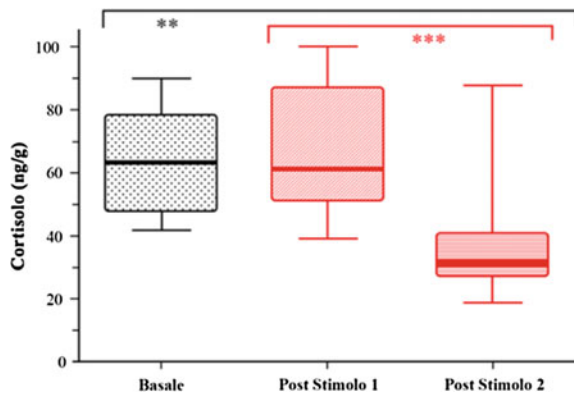 **
***
Cortisolo (ng/g)
100
80
60
40
20
0
Basale
Post Stimolo 1
Post Stimolo 2